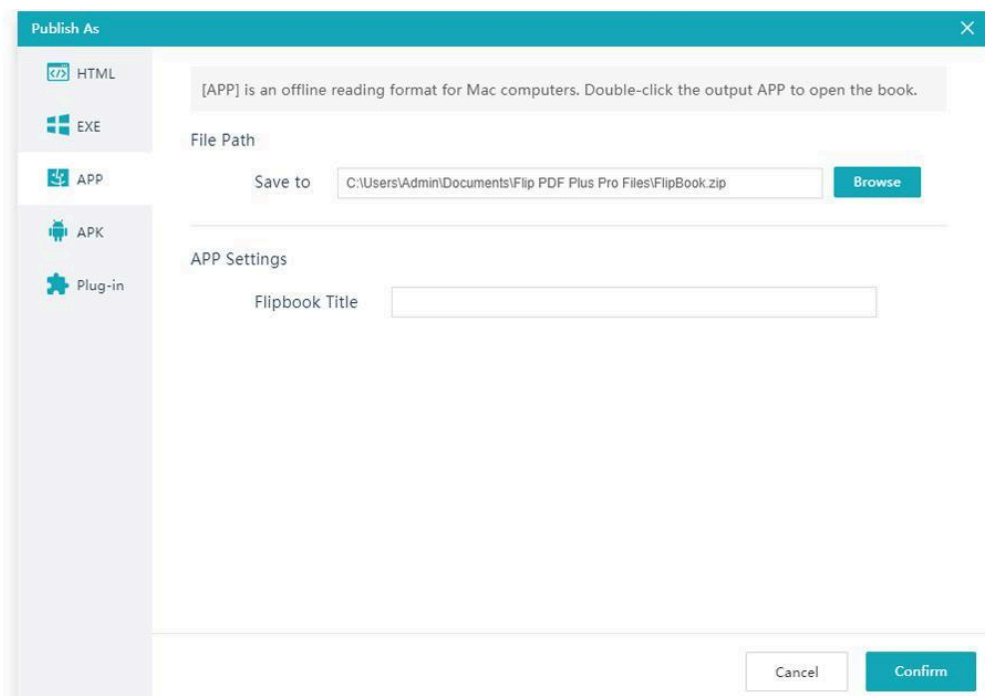 Publish As
HTML
EXE
APP
APK
Plug-in
[APP] is an offline reading format for Mac computers. Double-click the output APP to open the book.
File Path
Save to C:\Users\Admin\Documents\Flip PDF Plus Pro Files\FlipBook.zip Browse
APP Settings
Flipbook Title
Cancel Confirm